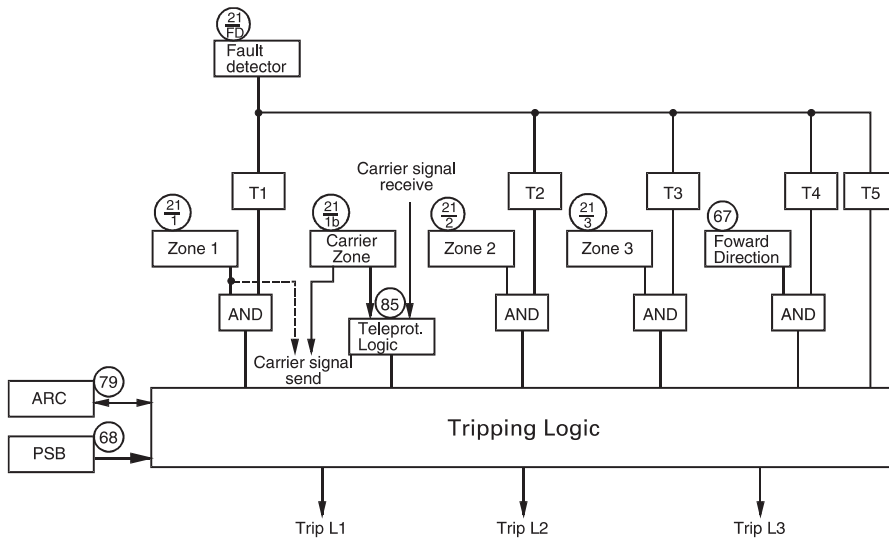 21
FD
Fault
detector
Carrier signal
receive
T1
T2
T3
T4
T5
21
1
21
1b
21
2
21
3
67
Zone 1
Carrier
Zone
Zone 2
Zone 3
Foward
Direction
85
AND
Teleprot.
Logic
AND
AND
AND
Carrier signal
send
79
ARC
68
PSB
Tripping Logic
Trip L1
Trip L2
Trip L3